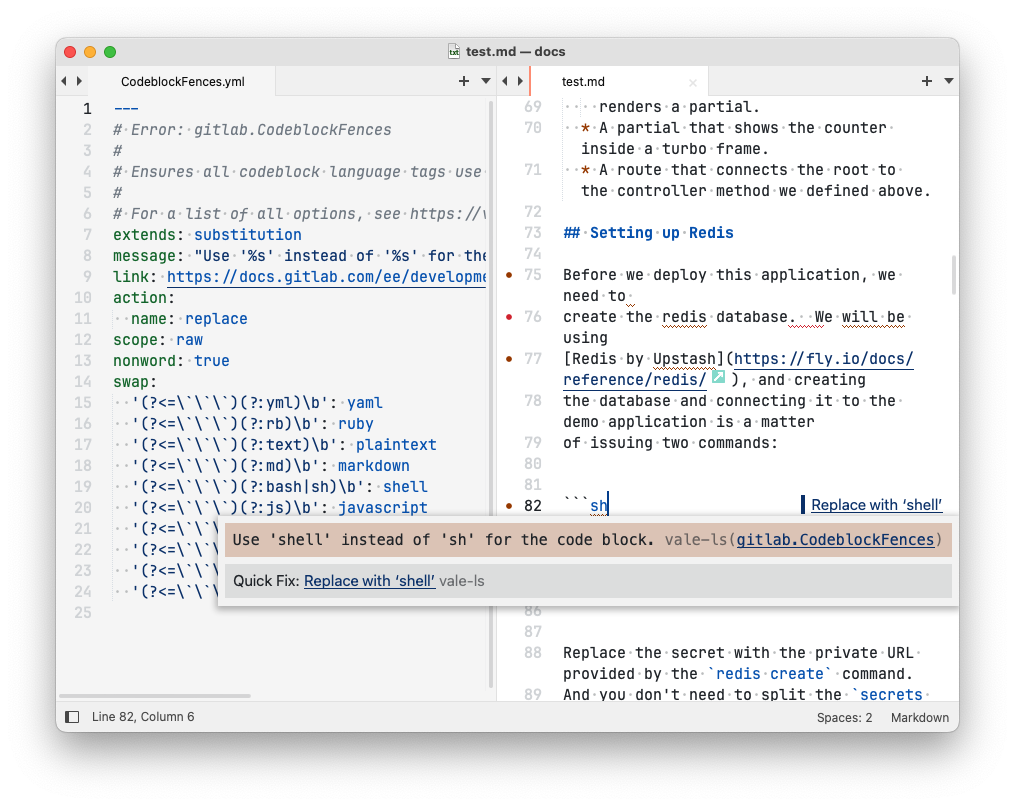 test.md — docs
CodeblockFences.yml
test.md
1 ---
2 # Error: gitlab.CodeblockFences
3 #
4 # Ensures all codeblock language tags use
5 #
6 # For a list of all options, see https://
7 extends: substitution
8 message: "Use '%s' instead of '%s' for the
9 link: https://docs.gitlab.com/ee/developme
10 action:
11 name: replace
12 scope: raw
13 nonword: true
14 swap:
15 '(?<=\`\`\`)(?:yml)\b': yaml
16 '(?<=\`\`\`)(?:rb)\b': ruby
17 '(?<=\`\`\`)(?:text)\b': plaintext
18 '(?<=\`\`\`)(?:md)\b': markdown
19 '(?<=\`\`\`)(?:bash|sh)\b': shell
20 '(?<=\`\`\`)(?:js)\b': javascript
21 '(?<=\`\`\
22 '(?<=\`\`\
23 '(?<=\`\`\
24 '(?<=\`\`\
25
69 renders a partial.
70 * A partial that shows the counter
inside a turbo frame.
71 * A route that connects the root to
the controller method we defined above.
72
73 ## Setting up Redis
74
75 Before we deploy this application, we
need to
76 create the redis database.  We will be
using
77 [Redis by Upstash](https://fly.io/docs/
reference/redis/ ), and creating
78 the database and connecting it to the
demo application is a matter
79 of issuing two commands:
80
81
82 ```sh Replace with ‘shell’
Use 'shell' instead of 'sh' for the code block. vale-ls(gitlab.CodeblockFences)
Quick Fix: Replace with ‘shell’ vale-ls
86
87
88 Replace the secret with the private URL
provided by the `redis create` command.
89 And you don't need to split the `secrets
Line 82, Column 6
Spaces: 2 Markdown